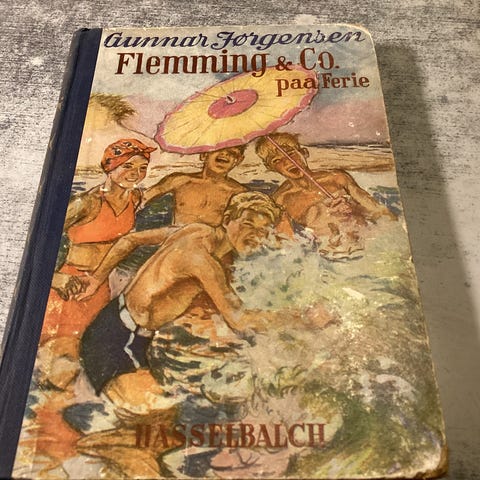 Gunnar Jørgensen
Flemming & Co.
paa Ferie
HASSELBALCH